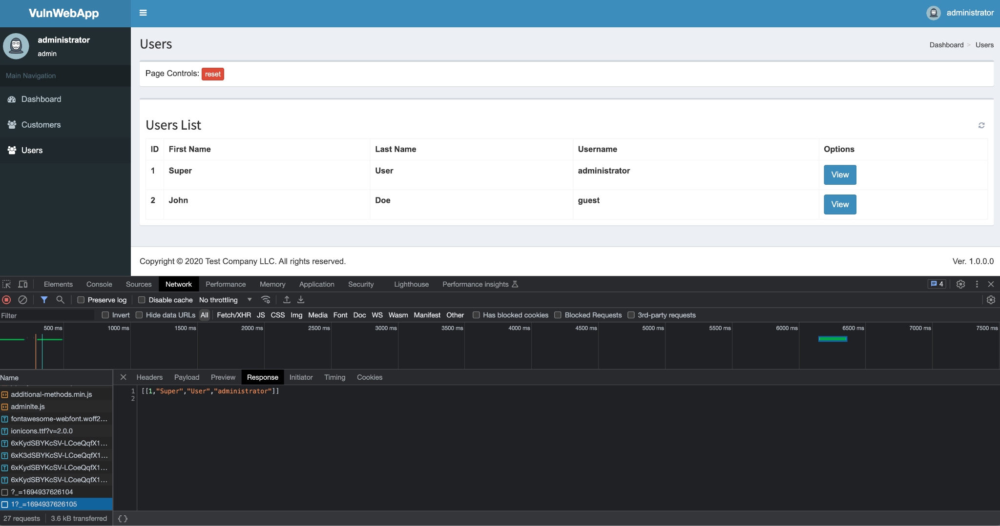 VulnWebApp
administrator
administrator
admin
Main Navigation
Dashboard
Customers
Users
Users
Dashboard > Users
Page Controls: reset
Users List
ID First Name Last Name Username Options
1 Super User administrator View
2 John Doe guest View
Copyright © 2020 Test Company LLC. All rights reserved. Ver. 1.0.0.0
Elements Console Sources Network Performance Memory Application Security Lighthouse Performance insights 4
Preserve log Disable cache No throttling
Filter Invert Hide data URLs All Fetch/XHR JS CSS Img Media Font Doc WS Wasm Manifest Other Has blocked cookies Blocked Requests 3rd-party requests
500 ms 1000 ms 1500 ms 2000 ms 2500 ms 3000 ms 3500 ms 4000 ms 4500 ms 5000 ms 5500 ms 6000 ms 6500 ms 7000 ms 7500 ms
Name
additional-methods.min.js
adminlte.js
fontawesome-webfont.woff2...
ionicons.ttf?v=2.0.0
6xKydSBYKcSV-LCoeQqfX1...
6xK3dSBYKcSV-LCoeQqfX1...
6xKydSBYKcSV-LCoeQqfX1...
6xKydSBYKcSV-LCoeQqfX1...
?_=1694937626104
1?_=1694937626105
27 requests 3.6 kB transferred
Headers Payload Preview Response Initiator Timing Cookies
1 [[1,"Super","User","administrator"]]
2
{}